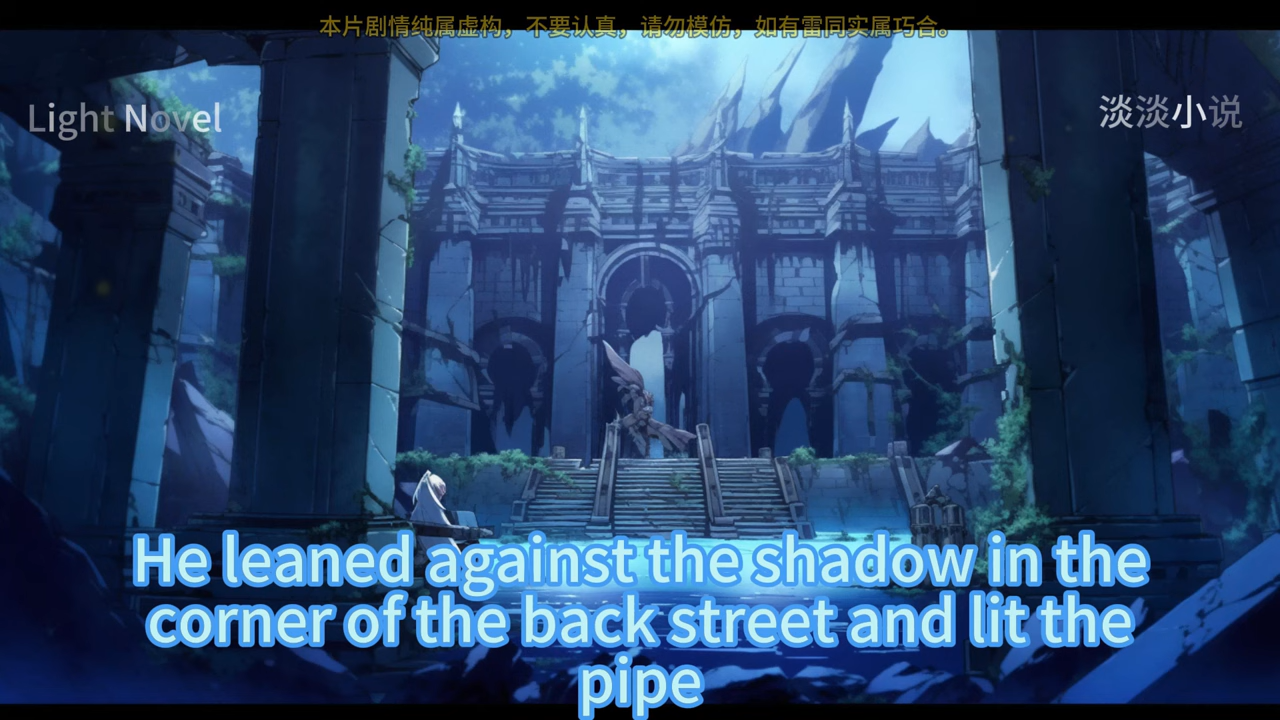 本片剧情纯属虚构，不要认真，请勿模仿，如有雷同实属巧合。
Light Novel
淡淡小说
He leaned against the shadow in the
corner of the back street and lit the
pipe